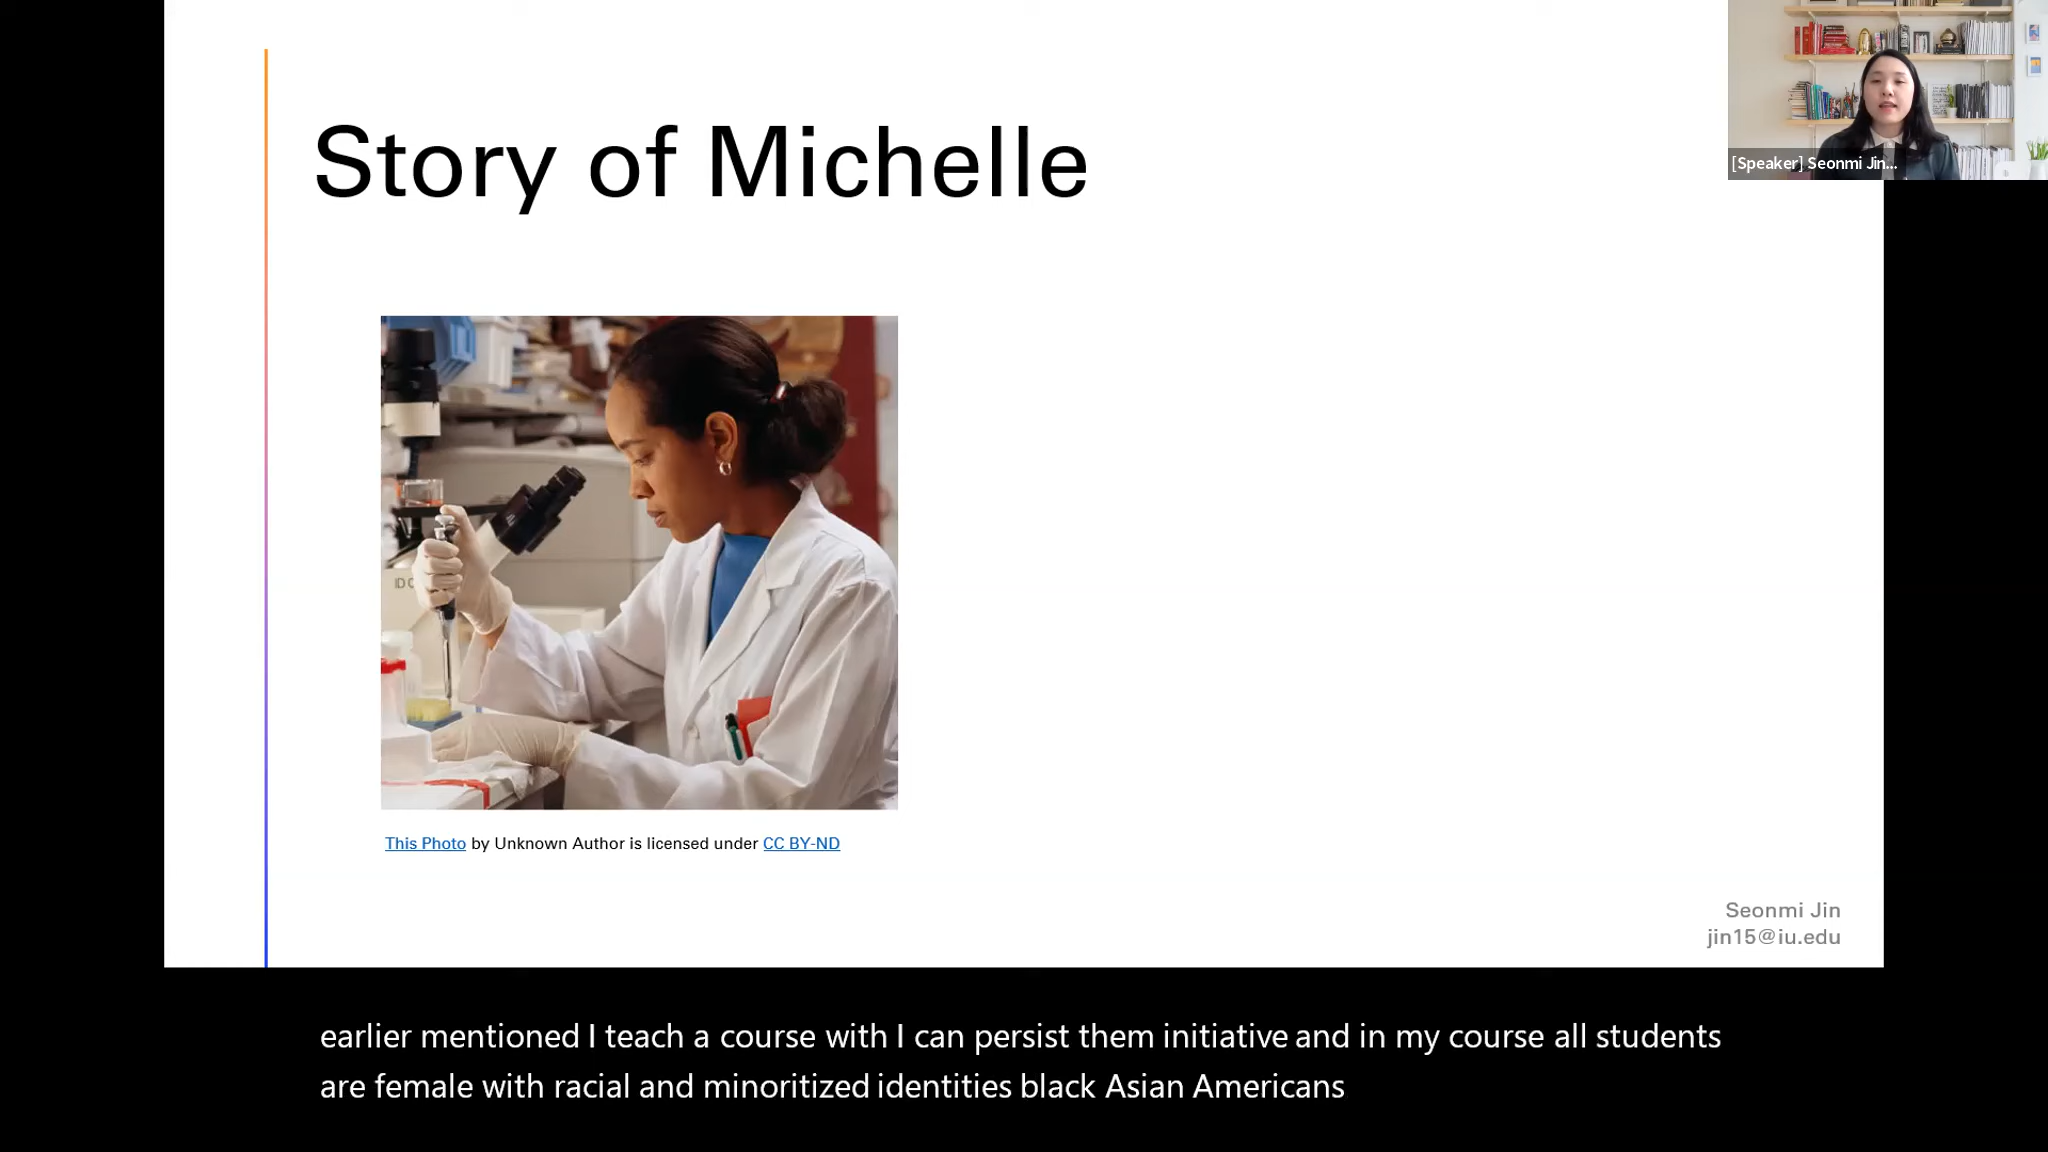 [Speaker] Seonmi Jin...
Story of Michelle
This Photo by Unknown Author is licensed under CC BY-ND
Seonmi Jin
jin15@iu.edu
earlier mentioned I teach a course with I can persist them initiative and in my course all students
are female with racial and minoritized identities black Asian Americans